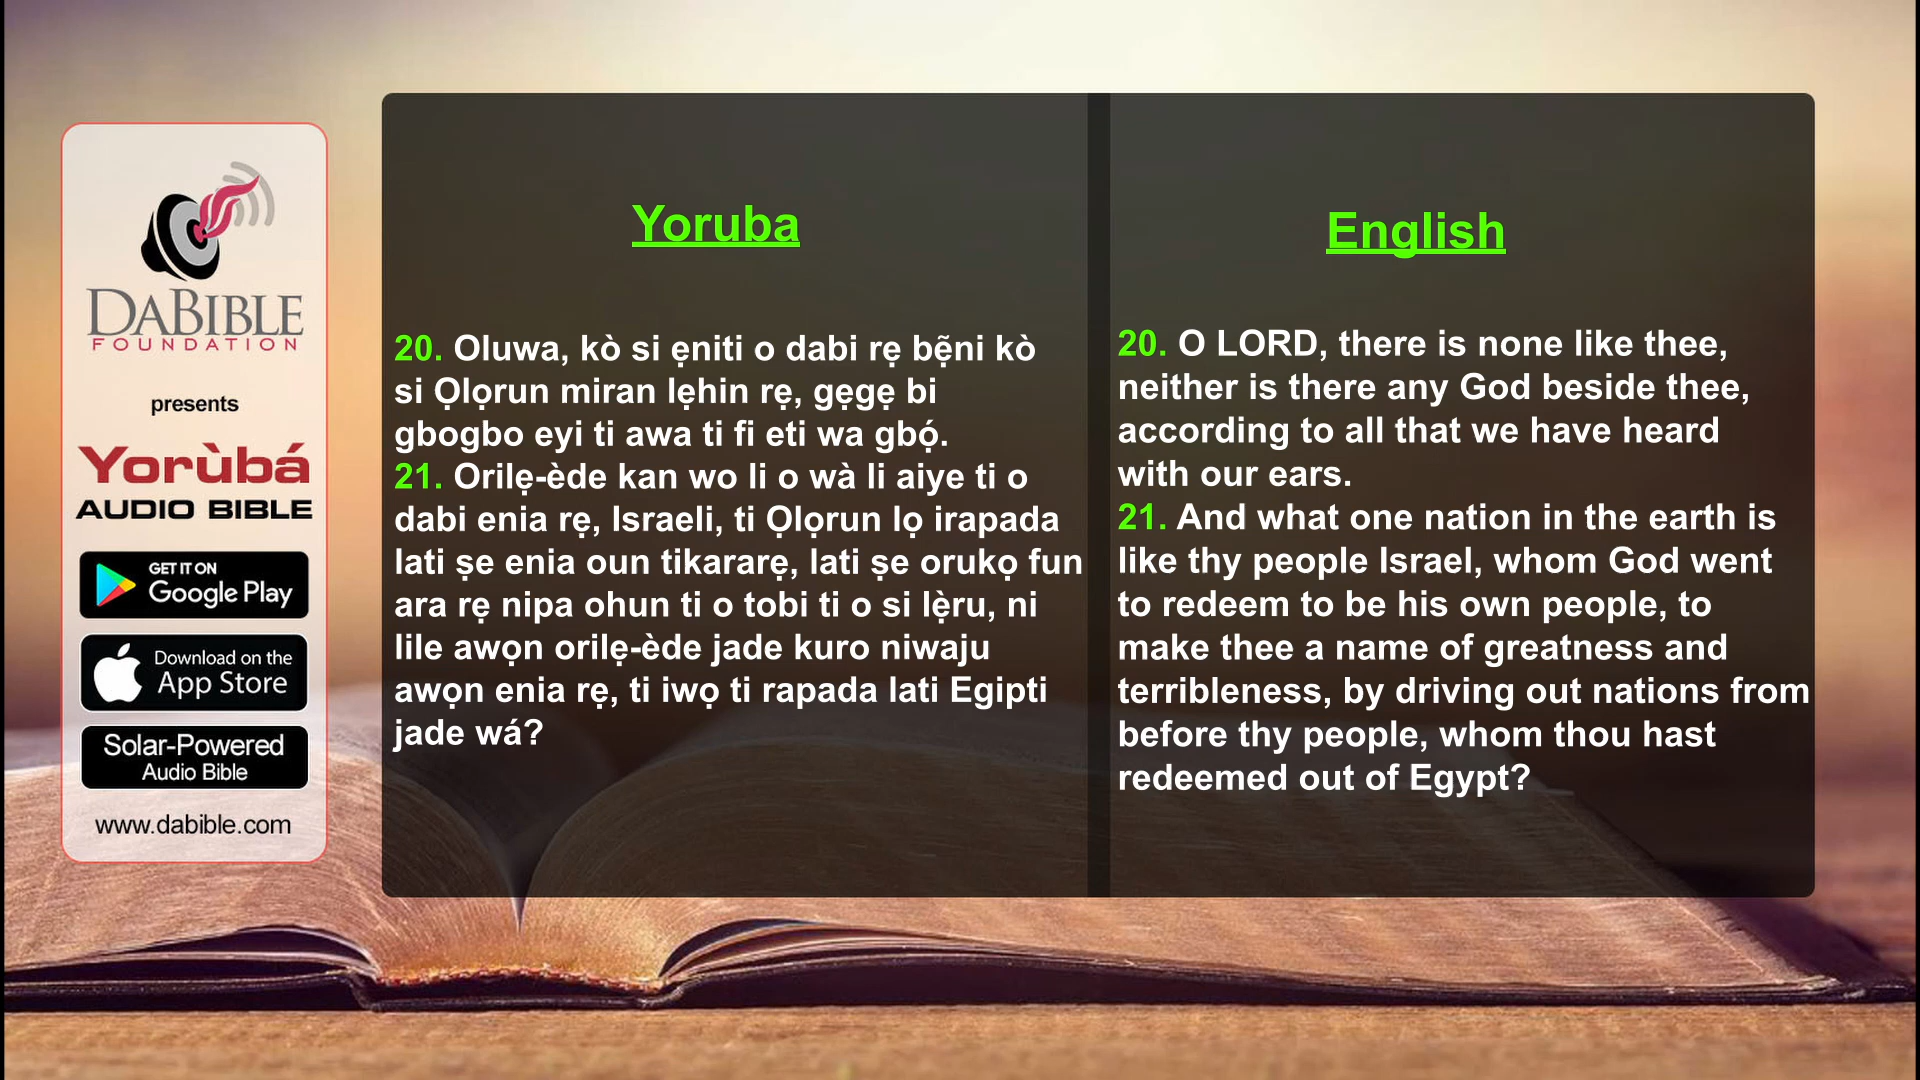 DABIBLE
FOUNDATION
presents
Yorùbá
AUDIO BIBLE
GET IT ON
Google Play
Download on the
App Store
Solar-Powered
Audio Bible
www.dabible.com
Yoruba
20. Oluwa, kò si ẹniti o dabi rẹ bẹ̃ni kò
si Ọlọrun miran lẹhin rẹ, gẹgẹ bi
gbogbo eyi ti awa ti fi eti wa gbọ́.
21. Orilẹ-ède kan wo li o wà li aiye ti o
dabi enia rẹ, Israeli, ti Ọlọrun lọ irapada
lati ṣe enia oun tikararẹ, lati ṣe orukọ fun
ara rẹ nipa ohun ti o tobi ti o si lẹ̀ru, ni
lile awọn orilẹ-ède jade kuro niwaju
awọn enia rẹ, ti iwọ ti rapada lati Egipti
jade wá?
English
20. O LORD, there is none like thee,
neither is there any God beside thee,
according to all that we have heard
with our ears.
21. And what one nation in the earth is
like thy people Israel, whom God went
to redeem to be his own people, to
make thee a name of greatness and
terribleness, by driving out nations from
before thy people, whom thou hast
redeemed out of Egypt?